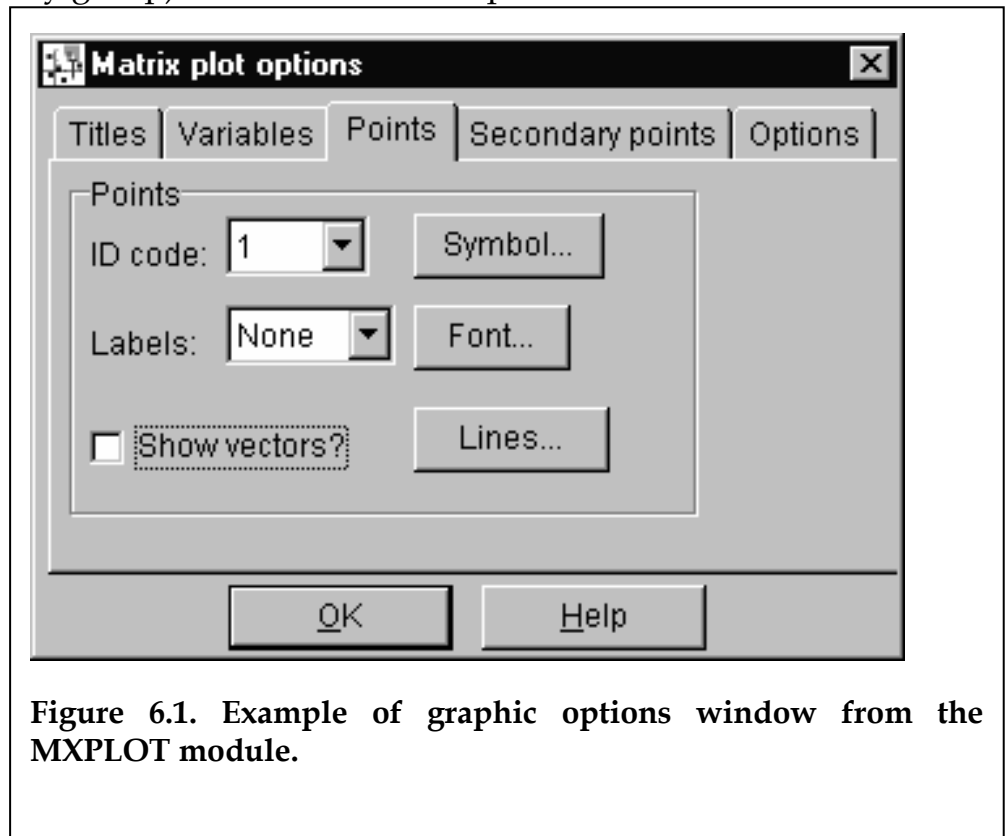 Matrix plot options
Titles Variables Points Secondary points Options
Points
ID code: 1 Symbol...
Labels: None Font...
Show vectors? Lines...
OK Help
Figure 6.1. Example of graphic options window from the
MXPLOT module.